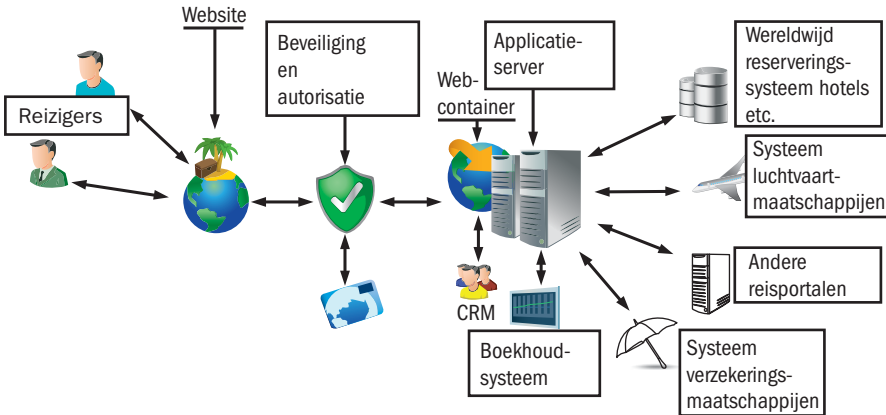 Website
Reizigers
Beveiliging
en
autorisatie
Web-
container
Applicatie-
server
Wereldwijd
reserverings-
systeem hotels
etc.
Systeem
luchtvaart-
maatschappijen
Andere
reisportalen
CRM
Boekhoud-
systeem
Systeem
verzekerings-
maatschappijen